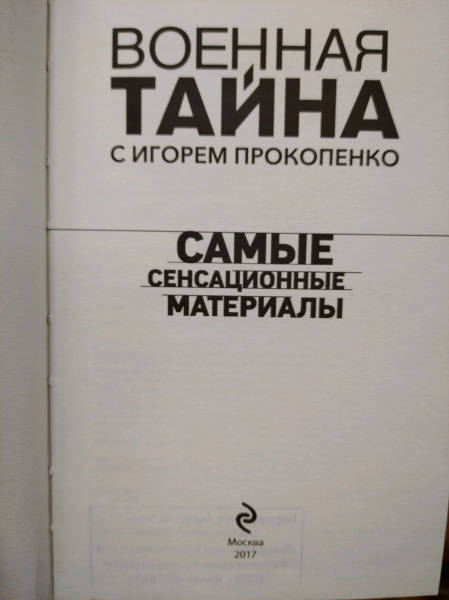 ВОЕННАЯ
ТАЙНА
С ИГОРЕМ ПРОКОПЕНКО
САМЫЕ
СЕНСАЦИОННЫЕ
МАТЕРИАЛЫ
Москва
2017